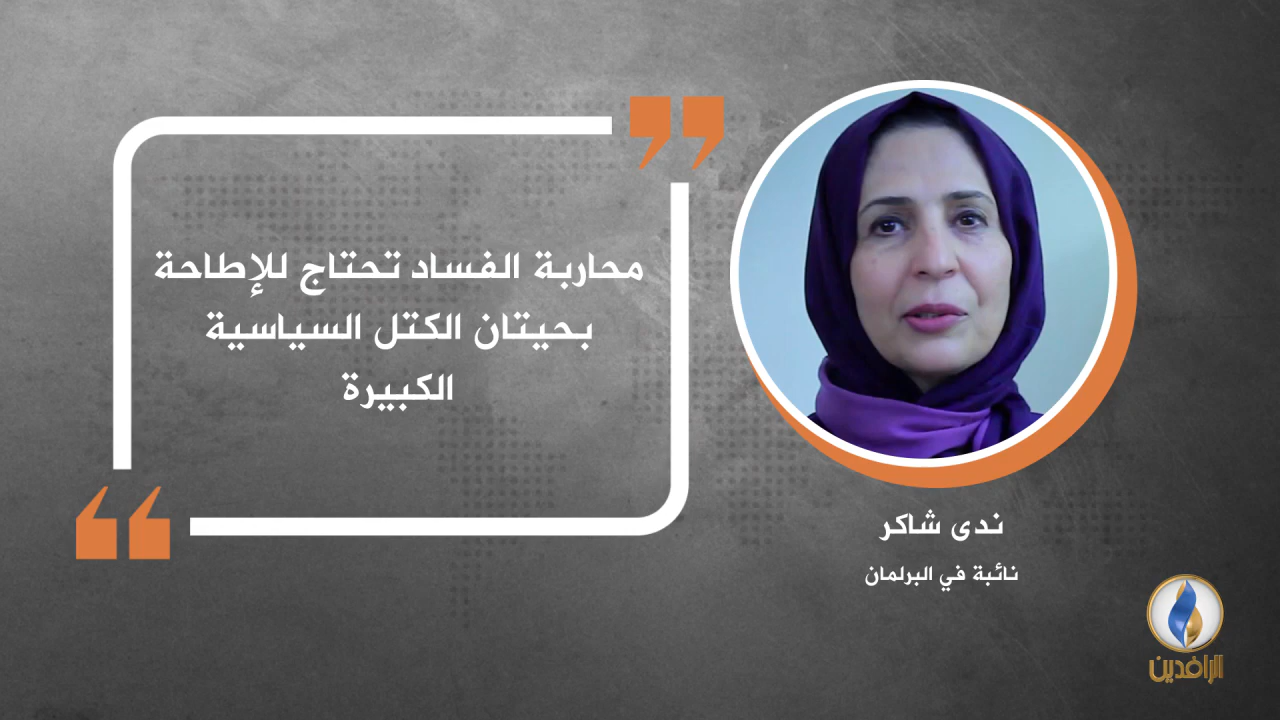 محاربة الفساد تحتاج للإطاحة
بحيتان الكتل السياسية
الكبيرة
ندى شاكر
نائبة في البرلمان
الرافدين